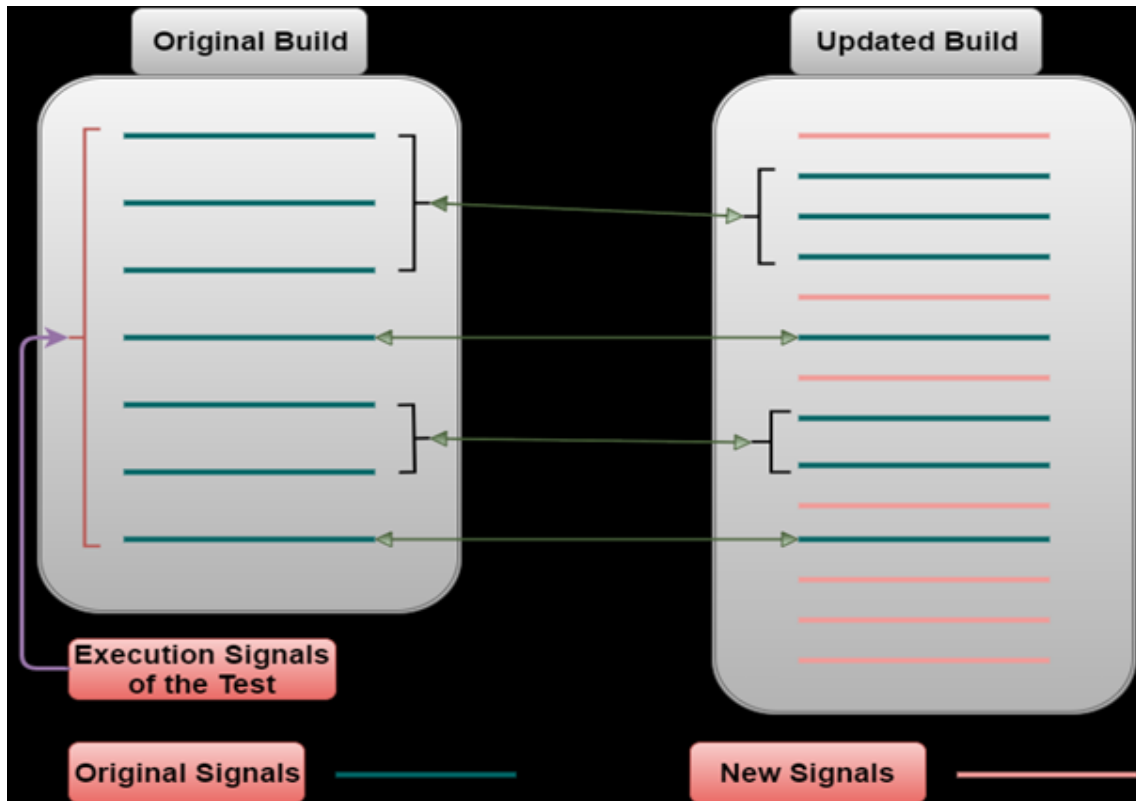 Original Build
Updated Build
Execution Signals
of the Test
Original Signals
New Signals